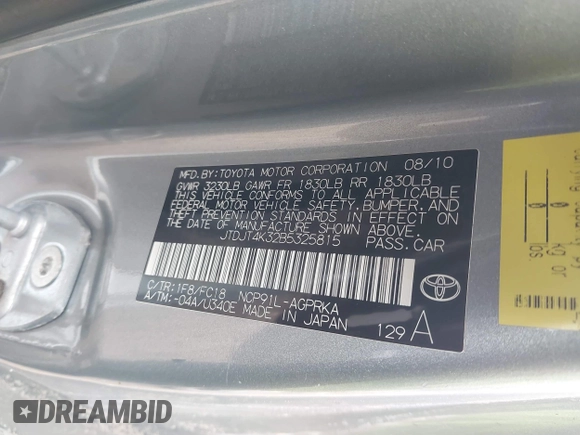 MFD. BY: TOYOTA MOTOR CORPORATION 08/10
GVWR 3230LB GAWR FR 1830LB RR 1830LB
THIS VEHICLE CONFORMS TO ALL APPLICABLE
FEDERAL MOTOR VEHICLE SAFETY, BUMPER, AND
THEFT PREVENTION STANDARDS IN EFFECT ON
THE DATE OF MANUFACTURE SHOWN ABOVE.
JTDJT4K32B5325815 PASS.CAR
C/TR:1F8/FC18 NCP91L-AGPRKA
A/TM:-04A/U340E MADE IN JAPAN 129 A
DREAMBID